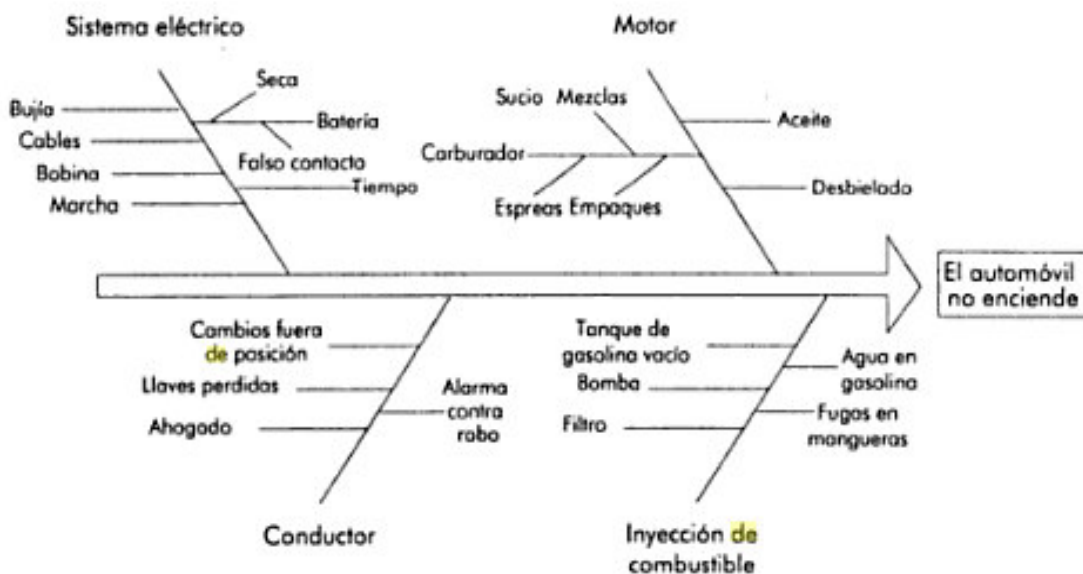 Sistema eléctrico
Motor
Seca
Bujía
Batería
Cables
Falso contacto
Bobina
Tiempo
Marcha
Sucio Mezclas
Aceite
Carburador
Desbielado
Espreas Empaques
El automóvil
no enciende
Cambios fuera
de posición
Llaves perdidas
Ahogado
Alarma
contra
robo
Tanque de
gasolina vacío
Bomba
Filtro
Agua en
gasolina
Fugas en
mangueras
Conductor
Inyección de
combustible